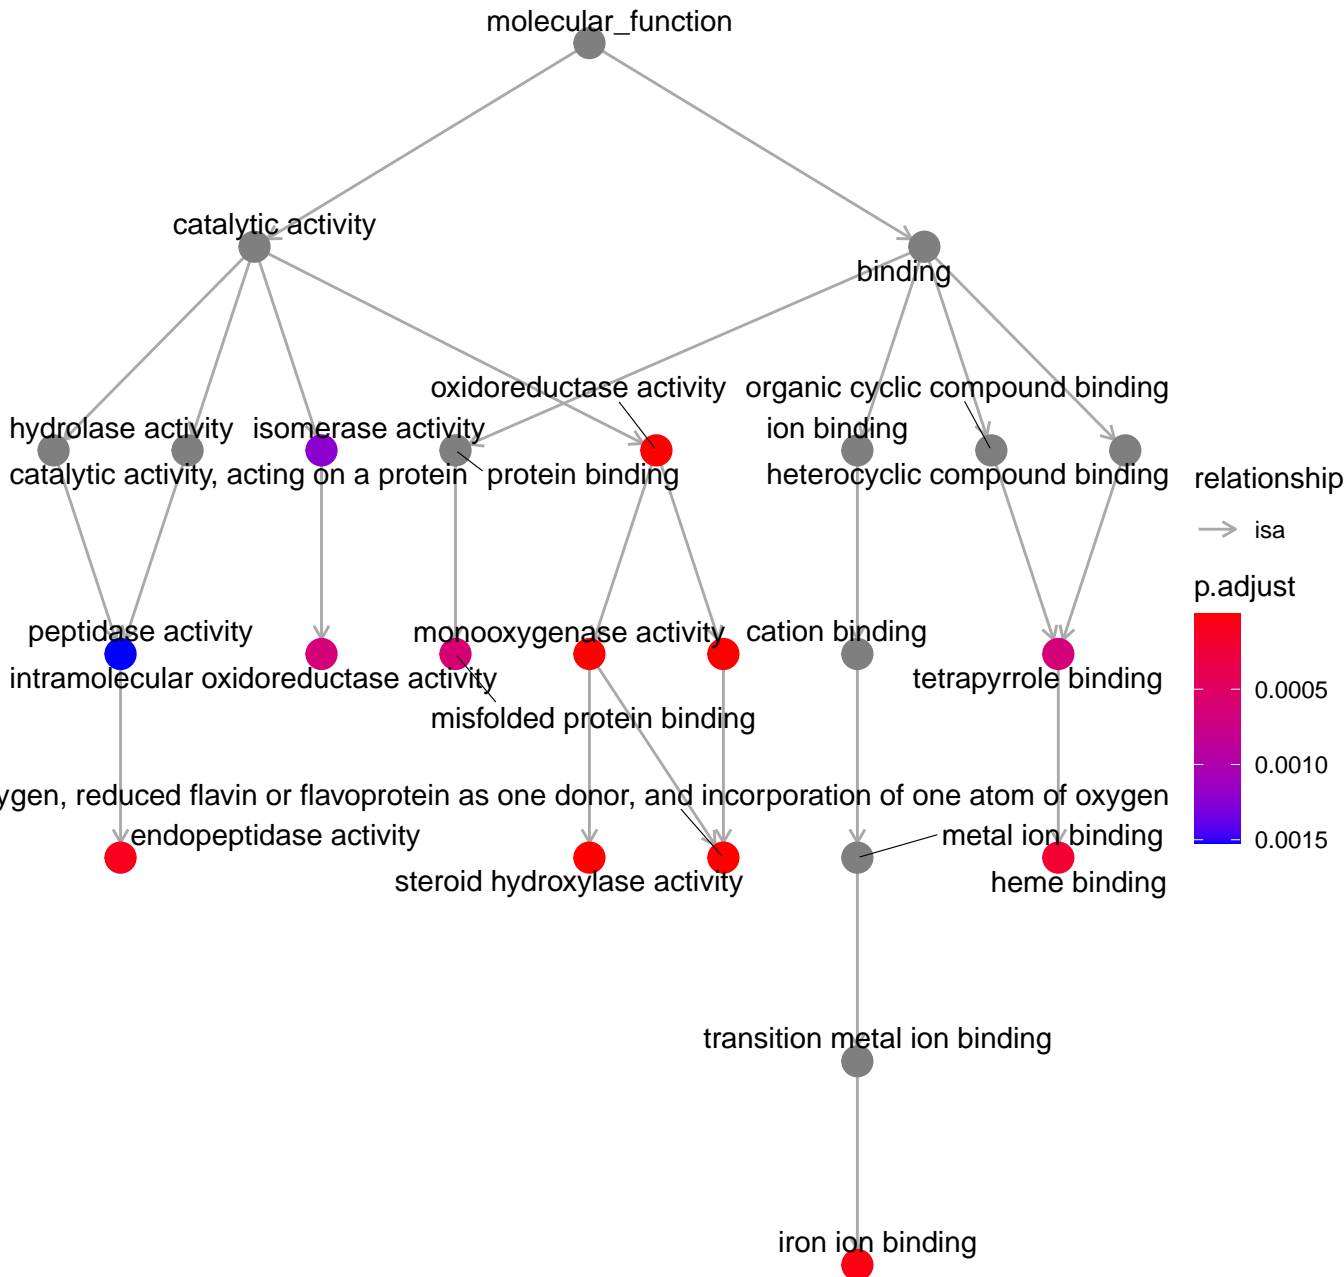 molecular_function
catalytic activity
binding
oxidoreductase activity
organic cyclic compound binding
hydrolase activity
isomerase activity
ion binding
catalytic activity, acting on a protein
protein binding
heterocyclic compound binding
relationship
isa
p.adjust
0.0005
0.0010
0.0015
peptidase activity
monooxygenase activity
cation binding
intramolecular oxidoreductase activity
tetrapyrrole binding
misfolded protein binding
ygen, reduced flavin or flavoprotein as one donor, and incorporation of one atom of oxygen
endopeptidase activity
metal ion binding
steroid hydroxylase activity
heme binding
transition metal ion binding
iron ion binding